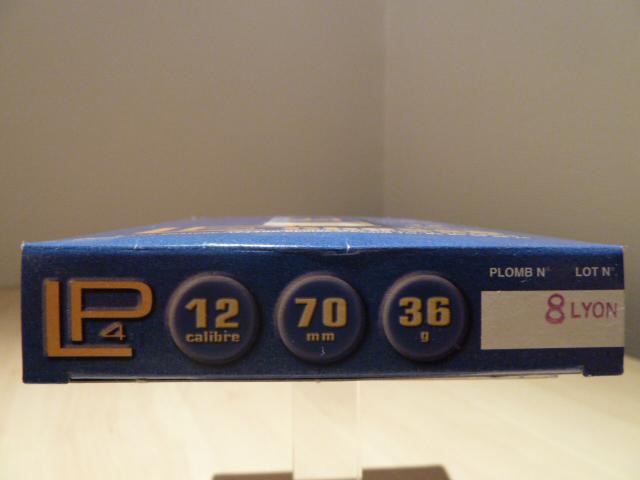 LP4
12
calibre
70
mm
36
g
PLOMB N°
LOT N°
8 LYON